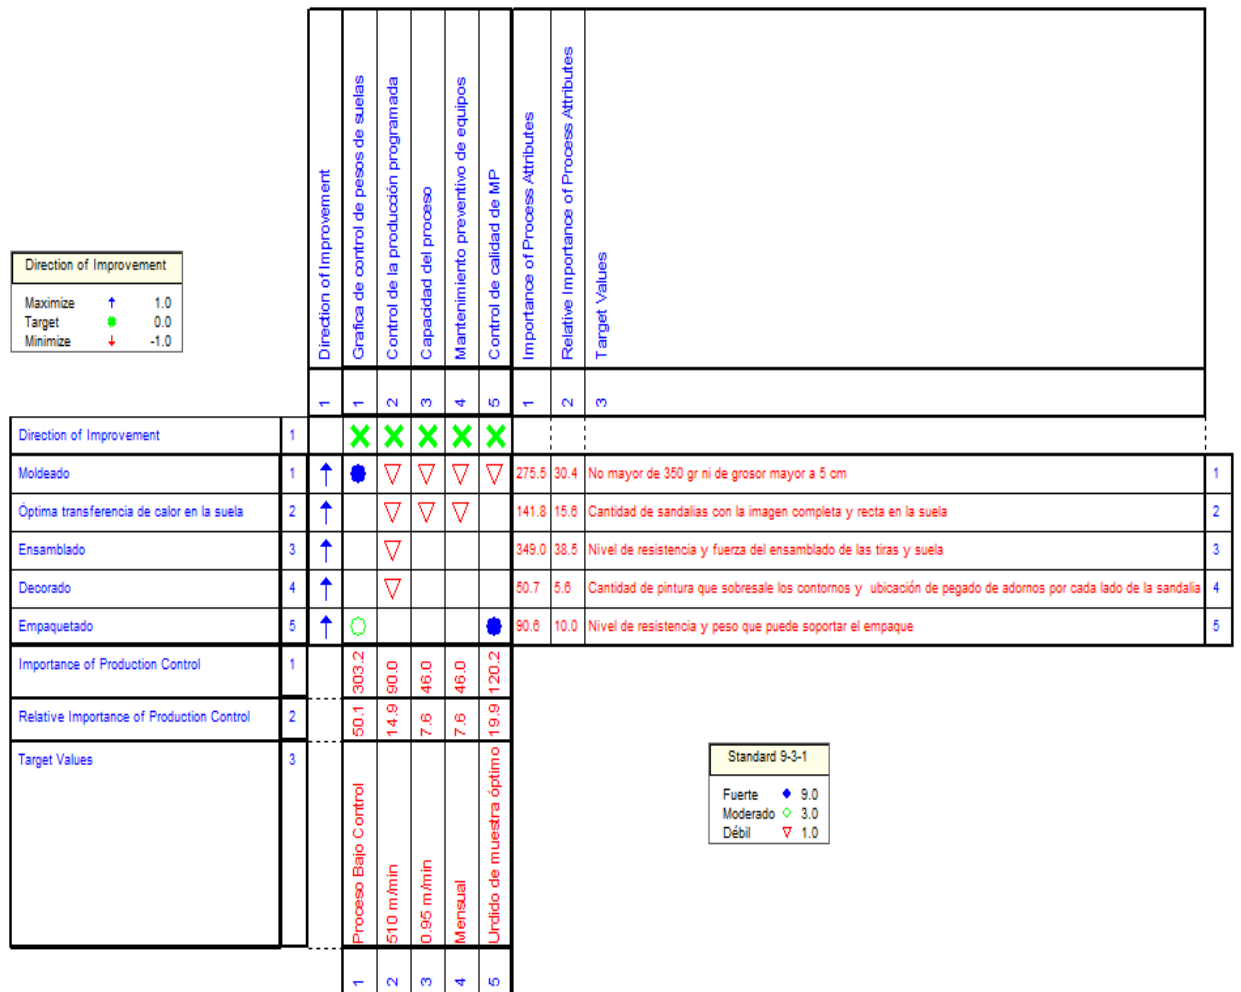 Direction of Improvement
Grafica de control de pesos de suelas
Control de la producción programada
Capacidad del proceso
Mantenimiento preventivo de equipos
Control de calidad de MP
Importance of Process Attributes
Relative Importance of Process Attributes
Target Values
Direction of Improvement
Maximize 1.0
Target 0.0
Minimize -1.0
1 1 2 3 4 5 1 2 3
Direction of Improvement 1
Moldeado 1 275.5 30.4 No mayor de 350 gr ni de grosor mayor a 5 cm 1
Óptima transferencia de calor en la suela 2 141.8 15.6 Cantidad de sandalias con la imagen completa y recta en la suela 2
Ensamblado 3 349.0 38.5 Nivel de resistencia y fuerza del ensamblado de las tiras y suela 3
Decorado 4 50.7 5.6 Cantidad de pintura que sobresale los contornos y ubicación de pegado de adornos por cada lado de la sandalia 4
Empaquetado 5 90.6 10.0 Nivel de resistencia y peso que puede soportar el empaque 5
Importance of Production Control 1 303.2 90.0 46.0 46.0 120.2
Relative Importance of Production Control 2 50.1 14.9 7.6 7.6 19.9
Target Values 3
Proceso Bajo Control
510 m/min
0.95 m/min
Mensual
Urdido de muestra óptimo
1 2 3 4 5
Standard 9-3-1
Fuerte 9.0
Moderado 3.0
Débil 1.0